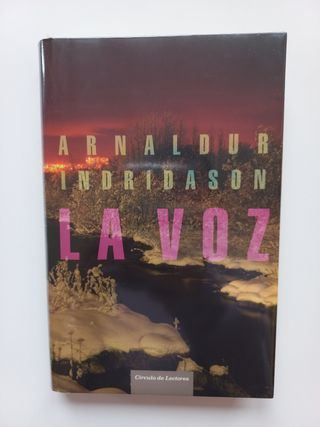 ARNALDUR
INDRIDASON
LA VOZ
Círculo de Lectores